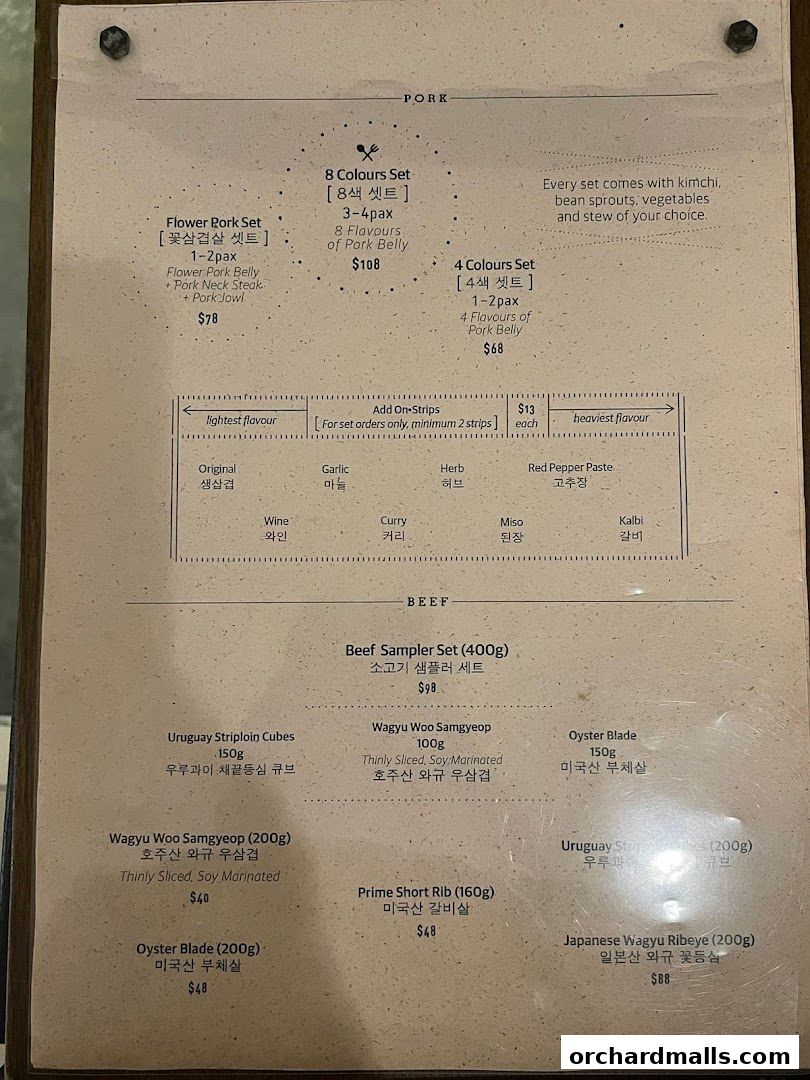 PORK
8 Colours Set
[ 8색 셋트 ]
3-4pax
8 Flavours
of Pork Belly
$108
Every set comes with kimchi,
bean sprouts, vegetables
and stew of your choice.
Flower Pork Set
[ 꽃삼겹살 셋트 ]
1-2pax
Flower Pork Belly
+ Pork Neck Steak
+ Pork Jowl
$78
4 Colours Set
[ 4색 셋트 ]
1-2pax
4 Flavours of
Pork Belly
$68
lightest flavour
Add On Strips
[ For set orders only, minimum 2 strips ]
$13
each
heaviest flavour
Original
생삼겹
Garlic
마늘
Herb
허브
Red Pepper Paste
고추장
Wine
와인
Curry
커리
Miso
된장
Kalbi
갈비
BEEF
Beef Sampler Set (400g)
소고기 샘플러 세트
$98
Uruguay Striploin Cubes
150g
우루과이 채끝등심 큐브
Wagyu Woo Samgyeop
100g
Thinly Sliced, Soy Marinated
호주산 와규 우삼겹
Oyster Blade
150g
미국산 부체살
Wagyu Woo Samgyeop (200g)
호주산 와규 우삼겹
Thinly Sliced, Soy Marinated
$40
Prime Short Rib (160g)
미국산 갈비살
$48
Uruguay (200g)
큐브
Oyster Blade (200g)
미국산 부체살
$48
Japanese Wagyu Ribeye (200g)
일본산 와규 꽃등심
$88
orchardmalls.com